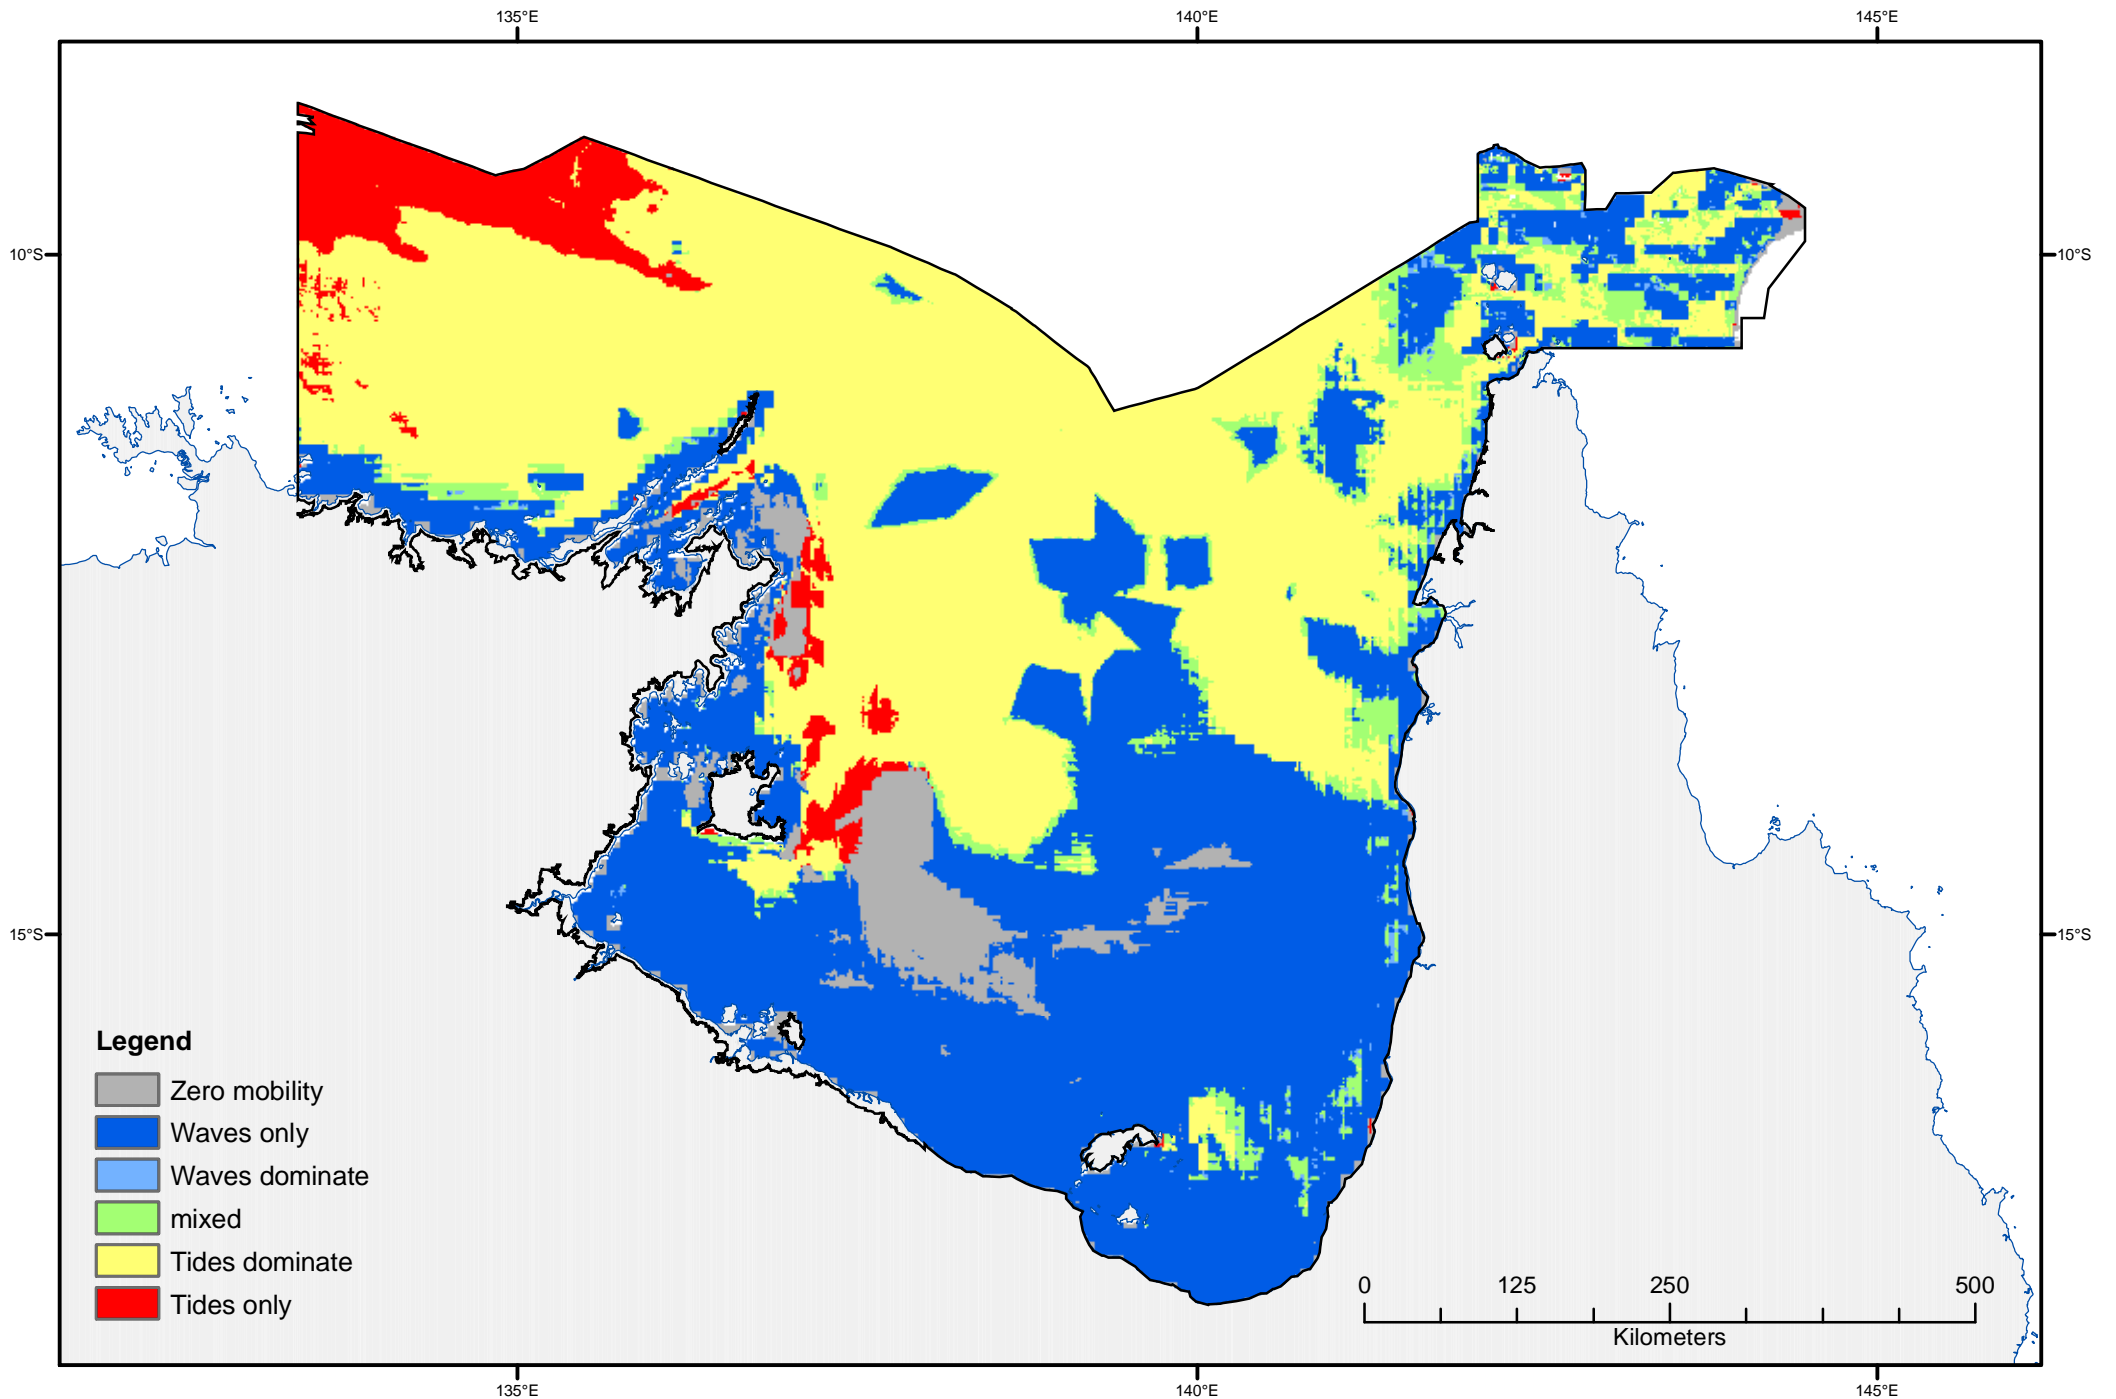 135°E 140°E 145°E
10°S 10°S
15°S 15°S
Legend
Zero mobility
Waves only
Waves dominate
mixed
Tides dominate
Tides only
0 125 250 500
Kilometers
135°E 140°E 145°E